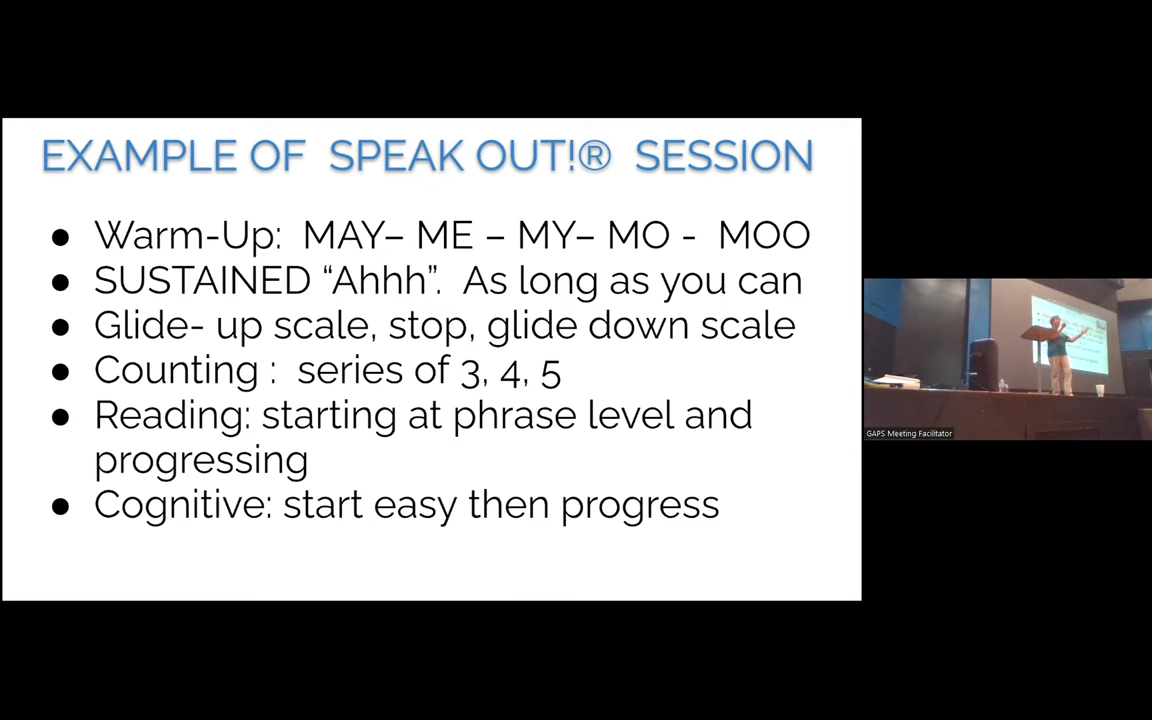 EXAMPLE OF SPEAK OUT!® SESSION
● Warm-Up: MAY– ME – MY– MO - MOO
● SUSTAINED “Ahhh”. As long as you can
● Glide- up scale, stop, glide down scale
● Counting : series of 3, 4, 5
● Reading: starting at phrase level and
progressing
● Cognitive: start easy then progress
GAPS Meeting Facilitator